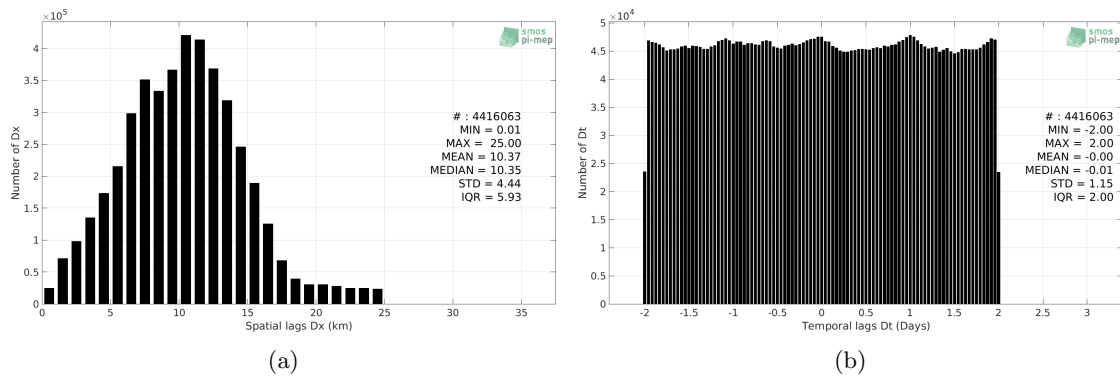 ×10⁵
4
3.5
3
2.5
2
1.5
1
0.5
0
Number of Dx
0 5 10 15 20 25 30 35
Spatial lags Dx (km)
smos
pi-mep
# : 4416063
MIN = 0.01
MAX = 25.00
MEAN = 10.37
MEDIAN = 10.35
STD = 4.44
IQR = 5.93
(a)
×10⁴
5
4.5
4
3.5
3
2.5
2
1.5
1
0.5
0
Number of Dt
-2 -1.5 -1 -0.5 0 0.5 1 1.5 2 2.5 3
Temporal lags Dt (Days)
smos
pi-mep
# : 4416063
MIN = -2.00
MAX = 2.00
MEAN = -0.00
MEDIAN = -0.01
STD = 1.15
IQR = 2.00
(b)